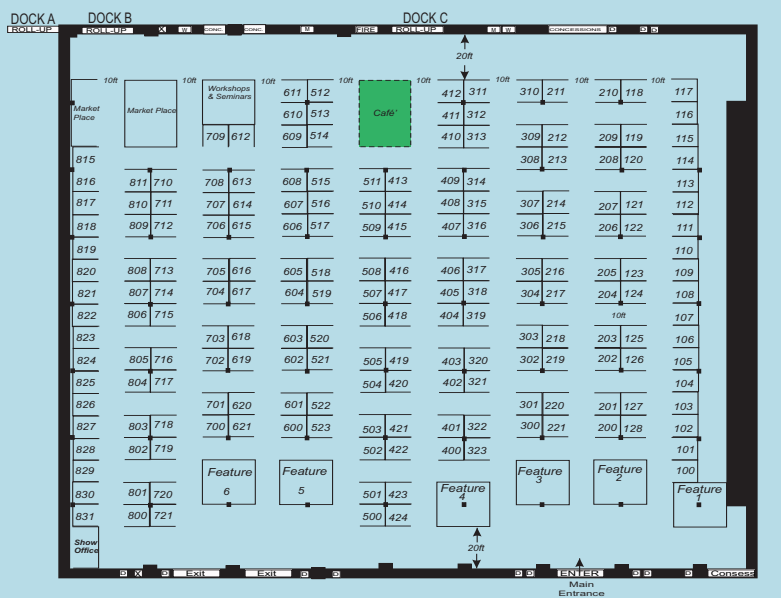 DOCK A
DOCK B
DOCK C
ROLL-UP
ROLL-UP
X
W
CONC.
CONC.
M
FIRE
ROLL-UP
M
W
CONCESSIONS
D
D
D
20ft
10ft
10ft
10ft
10ft
10ft
10ft
10ft
10ft
Market
Place
Market Place
Workshops
& Seminars
Café'
611 512
412 311
310 211
210 118
117
610 513
411 312
116
709 612
609 514
410 313
309 212
209 119
115
815
308 213
208 120
114
816
811 710
708 613
608 515
511 413
409 314
113
817
810 711
707 614
607 516
510 414
408 315
307 214
207 121
112
818
809 712
706 615
606 517
509 415
407 316
306 215
206 122
111
819
110
820
808 713
705 616
605 518
508 416
406 317
305 216
205 123
109
821
807 714
704 617
604 519
507 417
405 318
304 217
204 124
108
822
806 715
506 418
404 319
10ft
107
823
703 618
603 520
303 218
203 125
106
824
805 716
702 619
602 521
505 419
403 320
302 219
202 126
105
825
804 717
504 420
402 321
104
826
701 620
601 522
301 220
201 127
103
827
803 718
700 621
600 523
503 421
401 322
300 221
200 128
102
828
802 719
502 422
400 323
101
829
Feature
6
Feature
5
Feature
3
Feature
2
100
830
801 720
501 423
Feature
4
Feature
1
831
800 721
500 424
Show
Office
20ft
D
X
D
Exit
Exit
D
D
D
D
ENTER
D
D
D
Consess
Main
Entrance